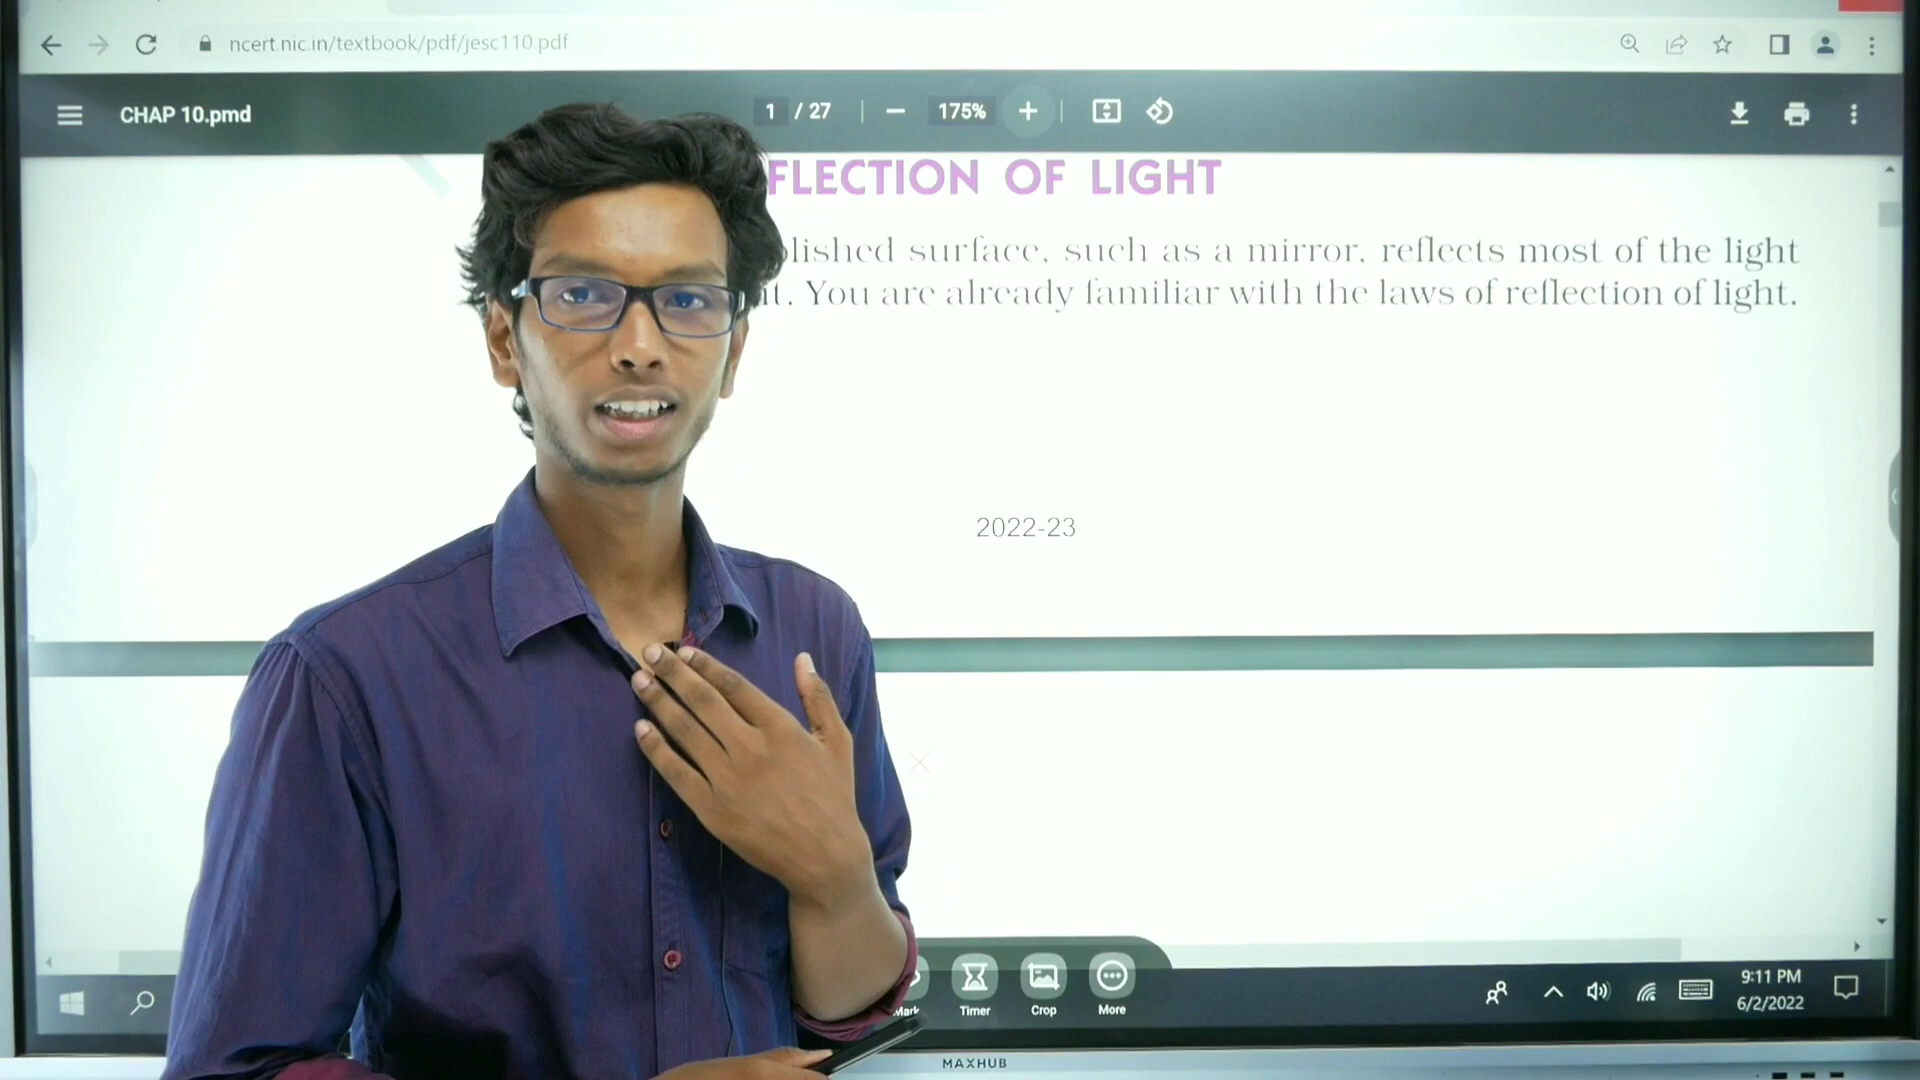 ncert.nic.in/textbook/pdf/jesc110.pdf
CHAP 10.pmd
1 / 27
175%
FLECTION OF LIGHT
lished surface, such as a mirror, reflects most of the light
it. You are already familiar with the laws of reflection of light.
2022-23
Mark Timer Crop More
9:11 PM
6/2/2022
MAXHUB